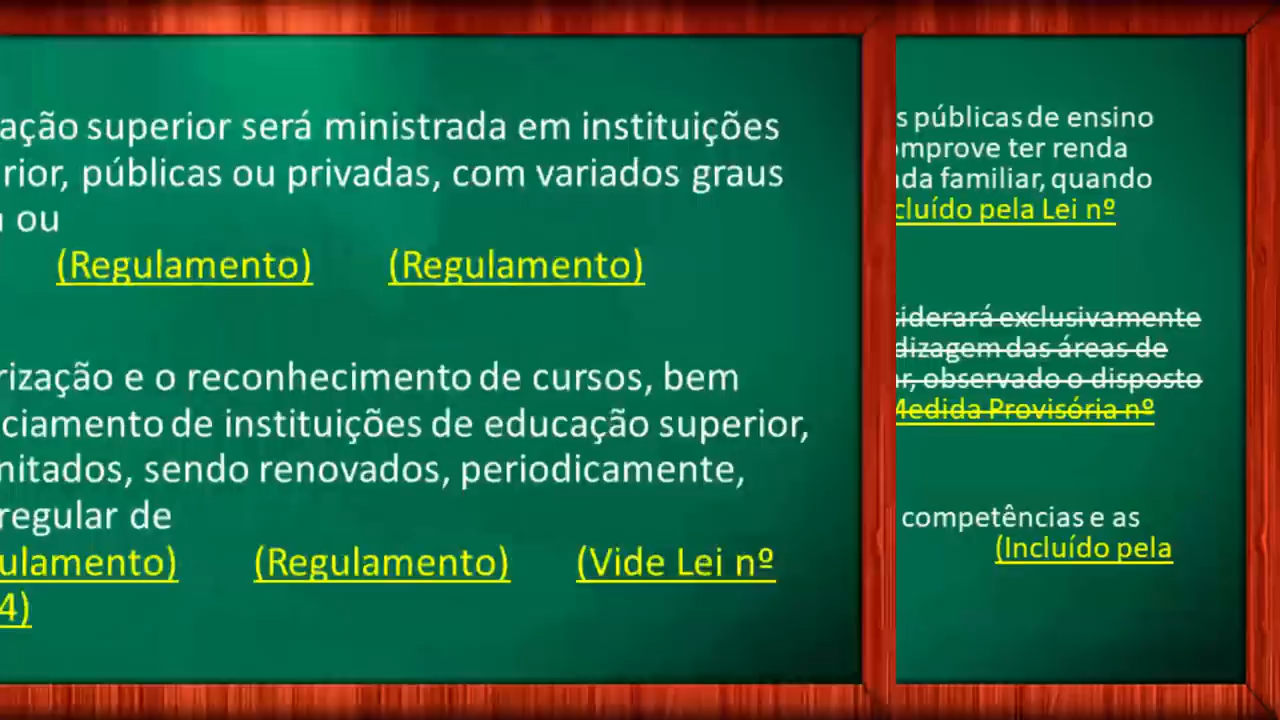 ação superior será ministrada em instituições
rior, públicas ou privadas, com variados graus
ou
(Regulamento) (Regulamento)
rização e o reconhecimento de cursos, bem
ciamento de instituições de educação superior,
nitados, sendo renovados, periodicamente,
regular de
ulamento) (Regulamento) (Vide Lei nº
4)
s públicas de ensino
omprove ter renda
da familiar, quando
cluído pela Lei nº
siderará exclusivamente
dizagem das áreas de
or, observado o disposto
Medida Provisória nº
competências e as
(Incluído pela